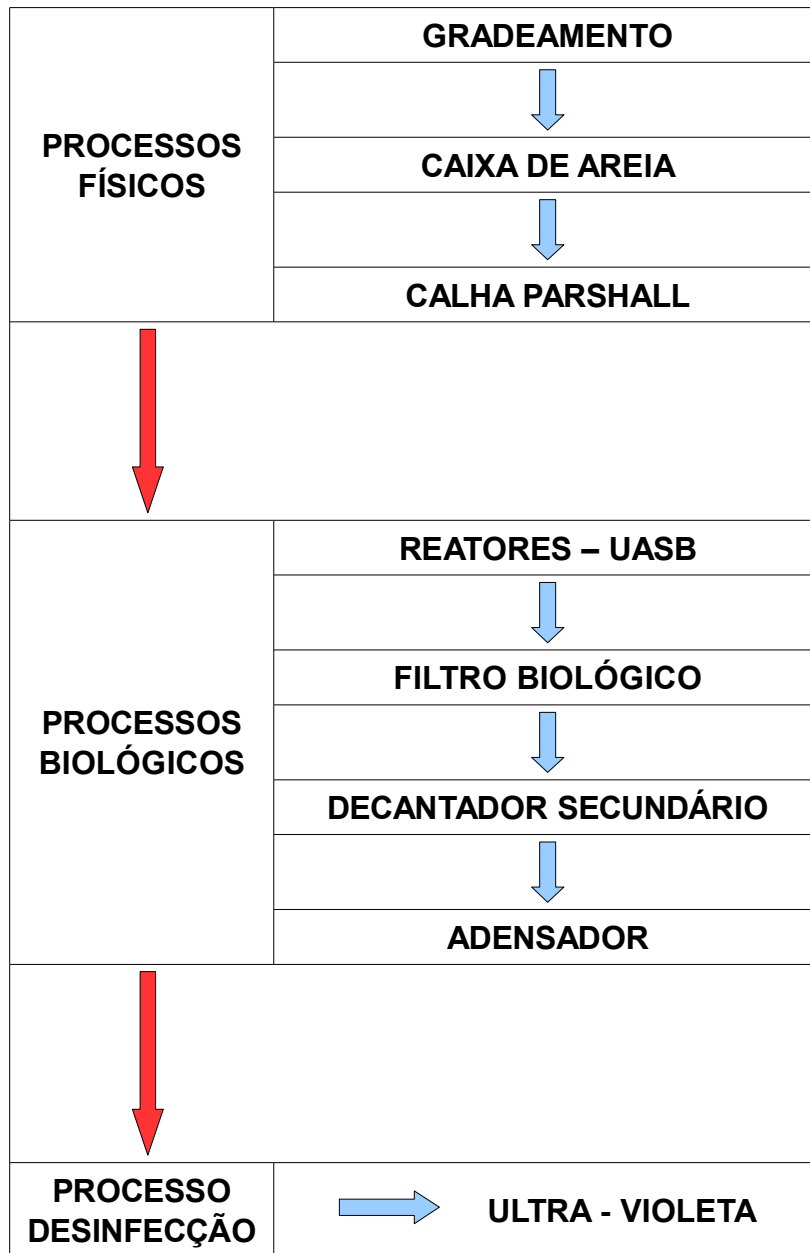 GRADEAMENTO
PROCESSOS
FÍSICOS
CAIXA DE AREIA
CALHA PARSHALL
REATORES – UASB
FILTRO BIOLÓGICO
PROCESSOS
BIOLÓGICOS
DECANTADOR SECUNDÁRIO
ADENSADOR
PROCESSO
DESINFECÇÃO
ULTRA - VIOLETA